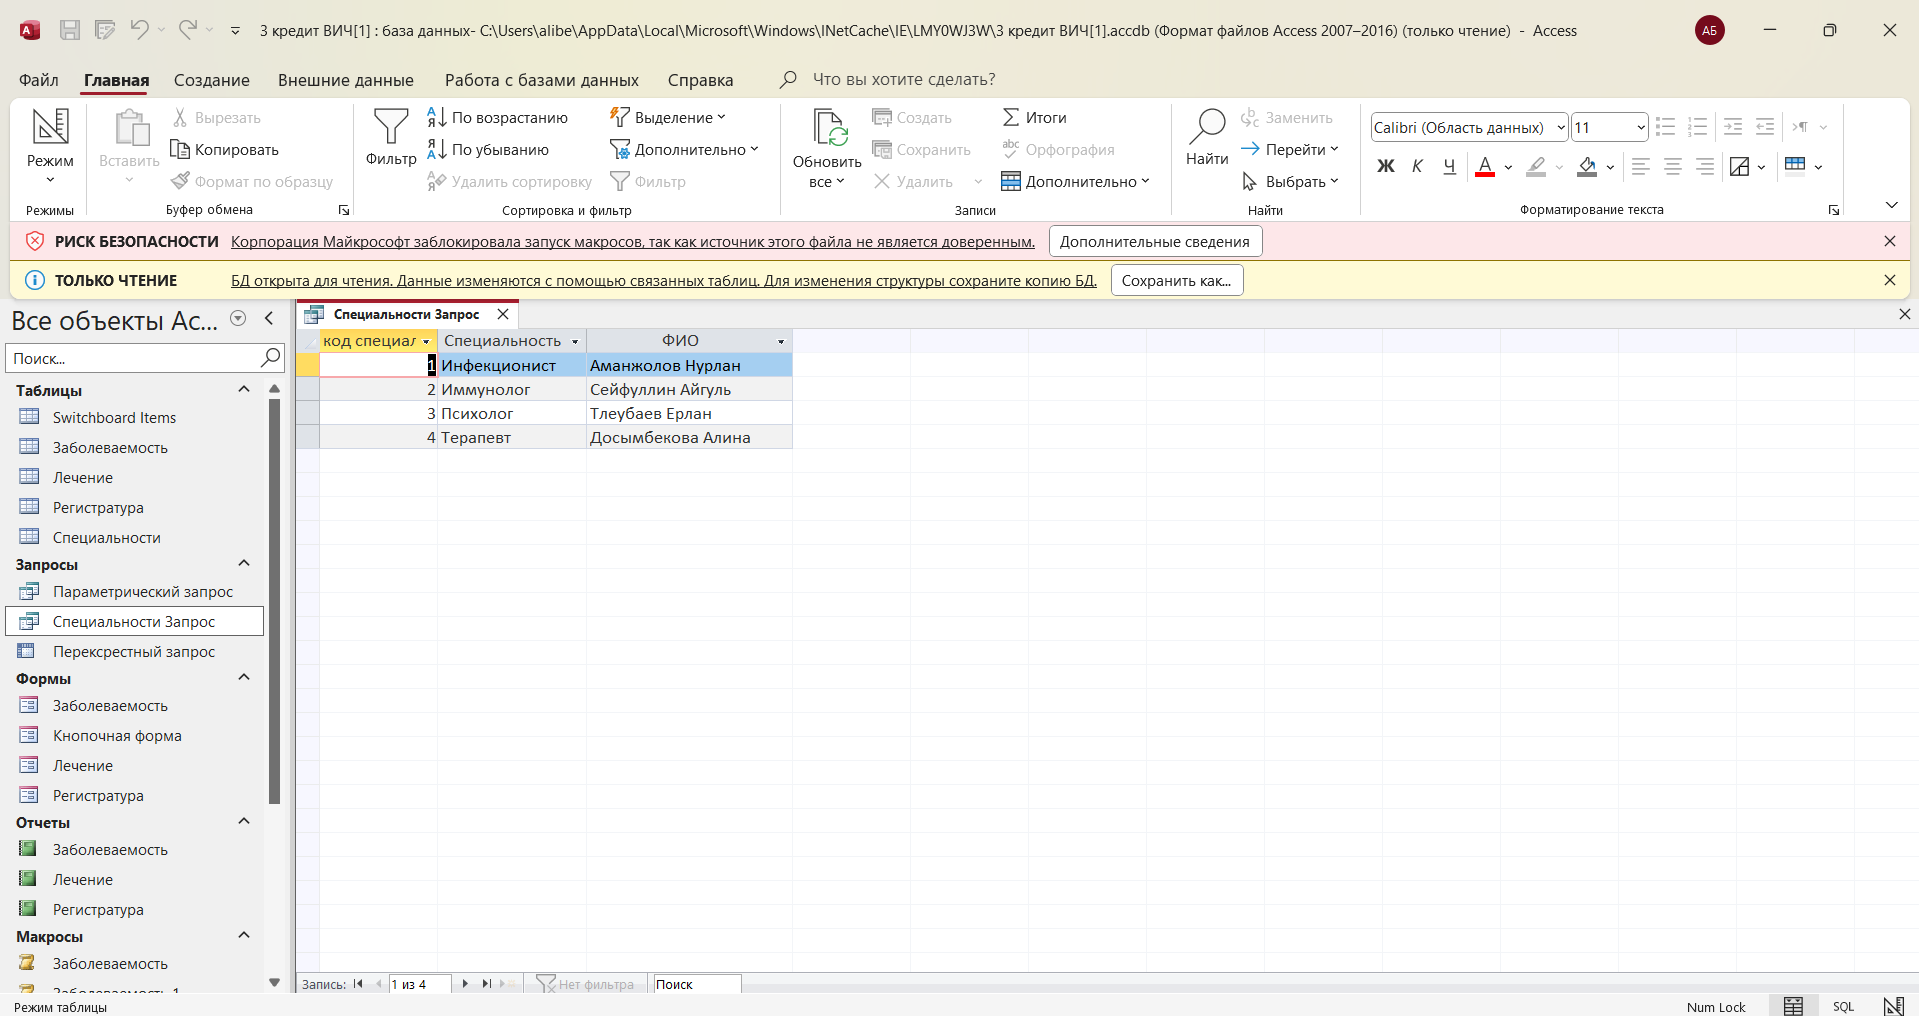 3 кредит ВИЧ[1] : база данных- C:\Users\alibe\AppData\Local\Microsoft\Windows\INetCache\IE\LMY0WJ3W\3 кредит ВИЧ[1].accdb (Формат файлов Access 2007–2016) (только чтение) - Access
АБ
Файл Главная Создание Внешние данные Работа с базами данных Справка Что вы хотите сделать?
Режим
Режимы
Вставить
Вырезать
Копировать
Формат по образцу
Буфер обмена
Фильтр
По возрастанию
По убыванию
Удалить сортировку
Выделение
Дополнительно
Фильтр
Сортировка и фильтр
Обновить
все
Создать
Сохранить
Удалить
Итоги
Орфография
Дополнительно
Записи
Найти
Заменить
Перейти
Выбрать
Найти
Calibri (Область данных) 11
Ж К Ч А
Форматирование текста
РИСК БЕЗОПАСНОСТИ Корпорация Майкрософт заблокировала запуск макросов, так как источник этого файла не является доверенным. Дополнительные сведения
ТОЛЬКО ЧТЕНИЕ БД открыта для чтения. Данные изменяются с помощью связанных таблиц. Для изменения структуры сохраните копию БД. Сохранить как...
Все объекты Ac...
Поиск...
Таблицы
Switchboard Items
Заболеваемость
Лечение
Регистратура
Специальности
Запросы
Параметрический запрос
Специальности Запрос
Перексрестный запрос
Формы
Заболеваемость
Кнопочная форма
Лечение
Регистратура
Отчеты
Заболеваемость
Лечение
Регистратура
Макросы
Заболеваемость
Заболеваемость 1
Специальности Запрос
код специал Специальность ФИО
1 Инфекционист Аманжолов Нурлан
2 Иммунолог Сейфуллин Айгуль
3 Психолог Тлеубаев Ерлан
4 Терапевт Досымбекова Алина
Запись: 1 из 4 Нет фильтра Поиск
Режим таблицы Num Lock SQL